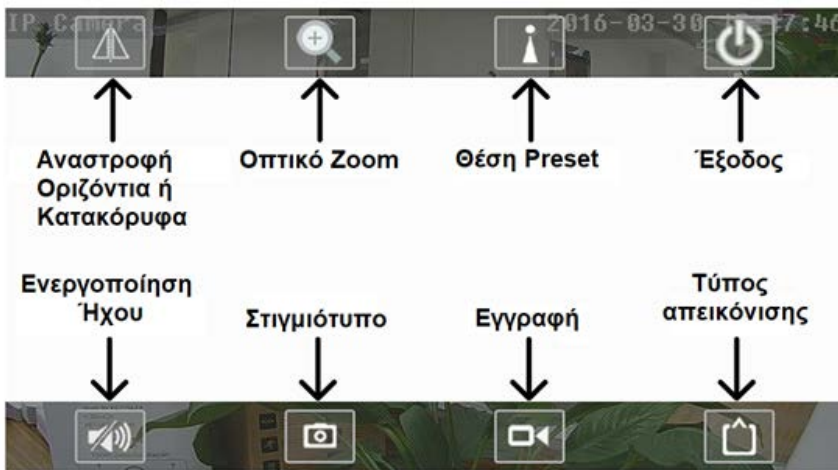 IP Camera 2016-03-30
Αναστροφή
Οριζόντια ή
Κατακόρυφα
Οπτικό Zoom
Θέση Preset
Έξοδος
Ενεργοποίηση
Ήχου
Στιγμιότυπο
Εγγραφή
Τύπος
απεικόνισης